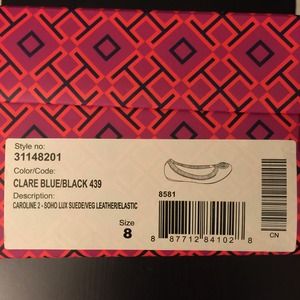 Style no:
31148201
Color/Code:
CLARE BLUE/BLACK 439
Description:
CAROLINE 2 - SOHO LUX SUEDE/VEG LEATHER/ELASTIC
8581
Size
8
8 87712 84102 8
CN